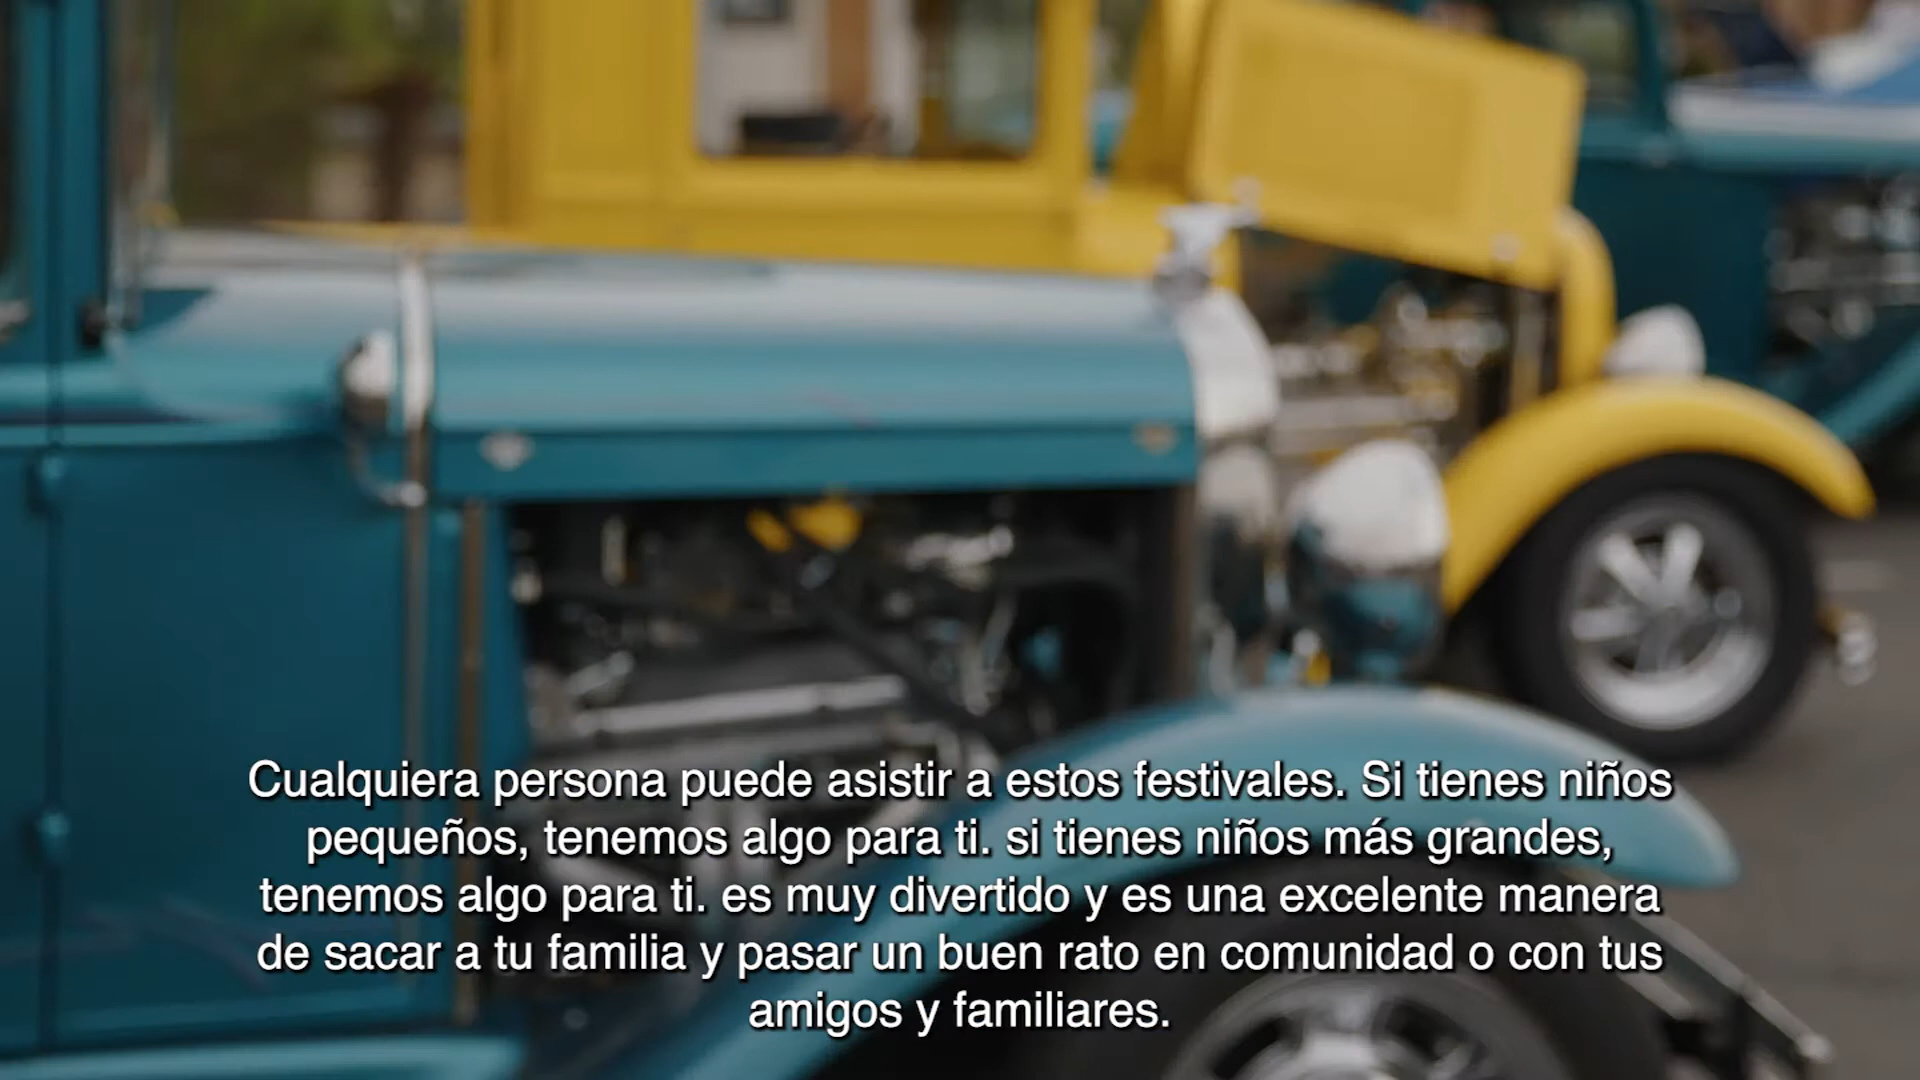 Cualquiera persona puede asistir a estos festivales. Si tienes niños
pequeños, tenemos algo para ti. si tienes niños más grandes,
tenemos algo para ti. es muy divertido y es una excelente manera
de sacar a tu familia y pasar un buen rato en comunidad o con tus
amigos y familiares.